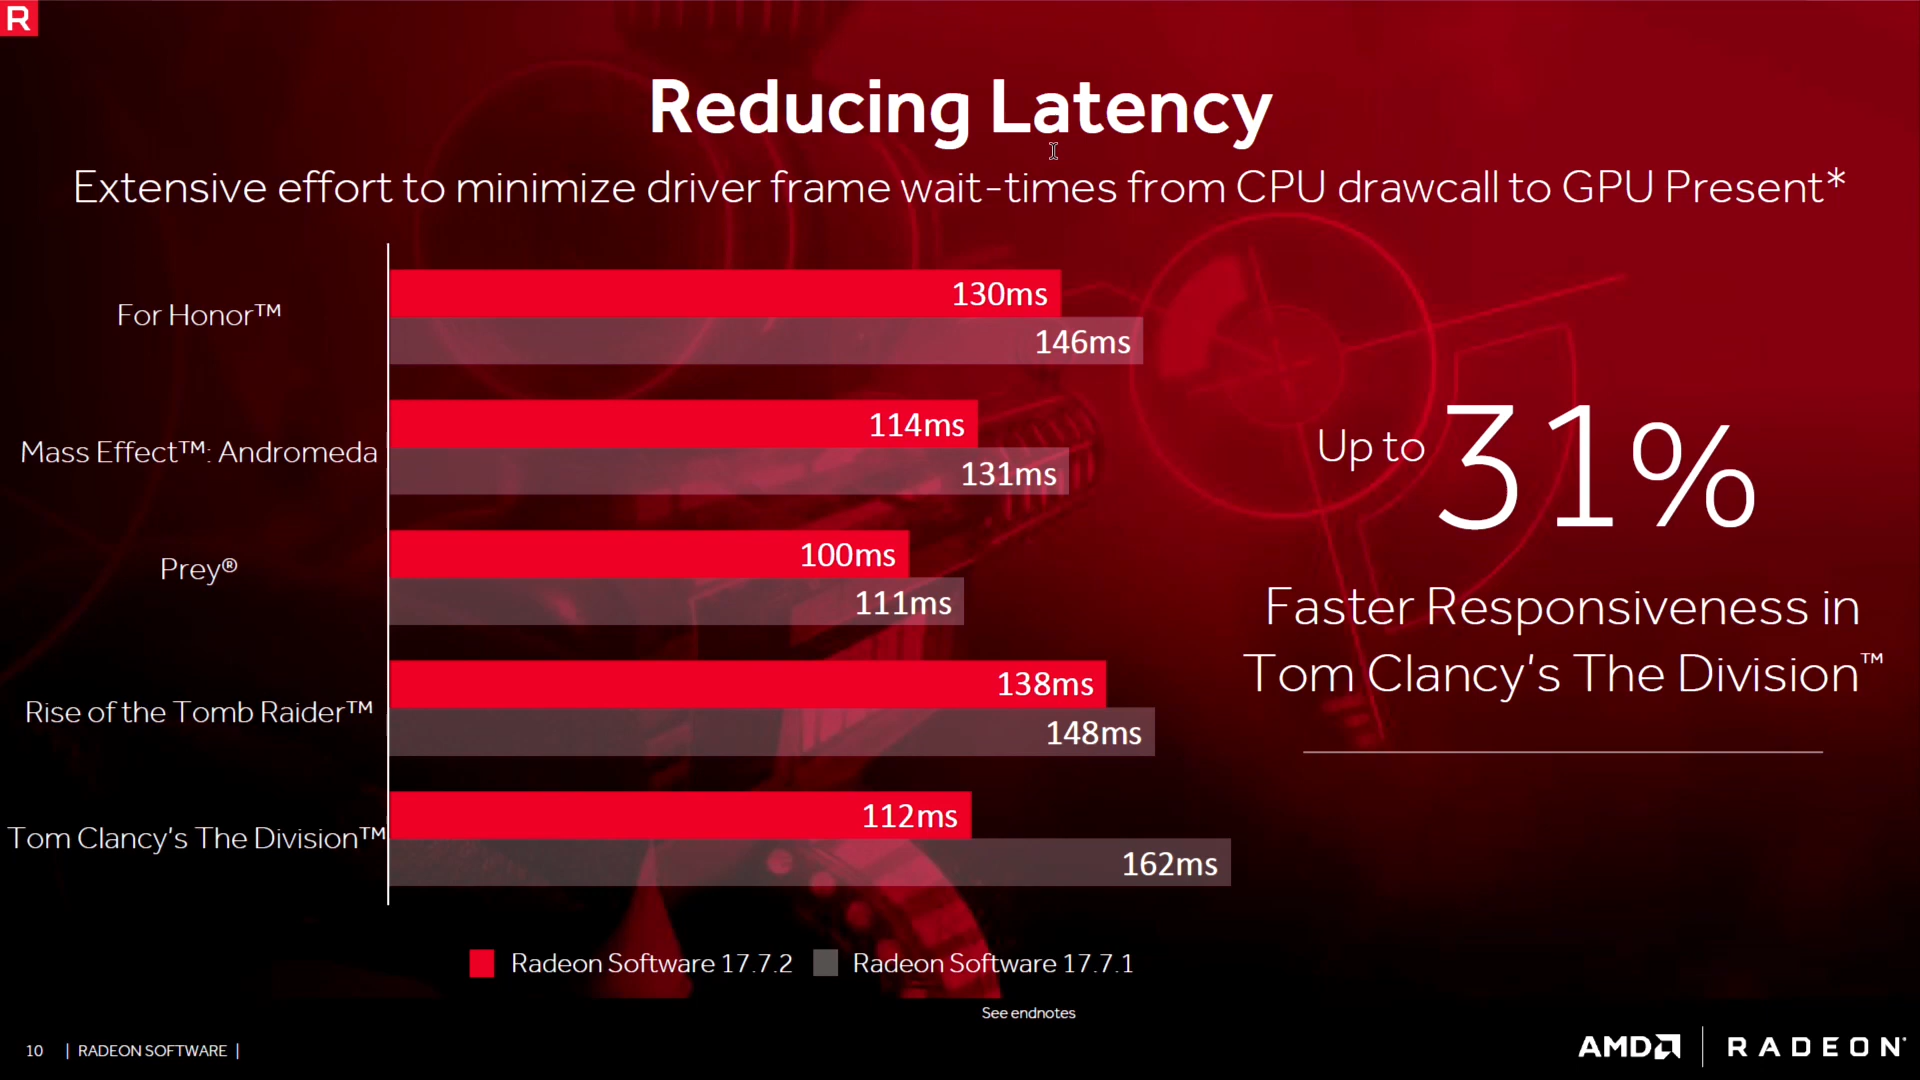 R
Reducing Latency
Extensive effort to minimize driver frame wait-times from CPU drawcall to GPU Present*
For Honor™
130ms
146ms
Mass Effect™: Andromeda
114ms
131ms
Prey®
100ms
111ms
Rise of the Tomb Raider™
138ms
148ms
Tom Clancy's The Division™
112ms
162ms
Up to 31%
Faster Responsiveness in
Tom Clancy's The Division™
Radeon Software 17.7.2 Radeon Software 17.7.1
See endnotes
10 | RADEON SOFTWARE |
AMD | RADEON